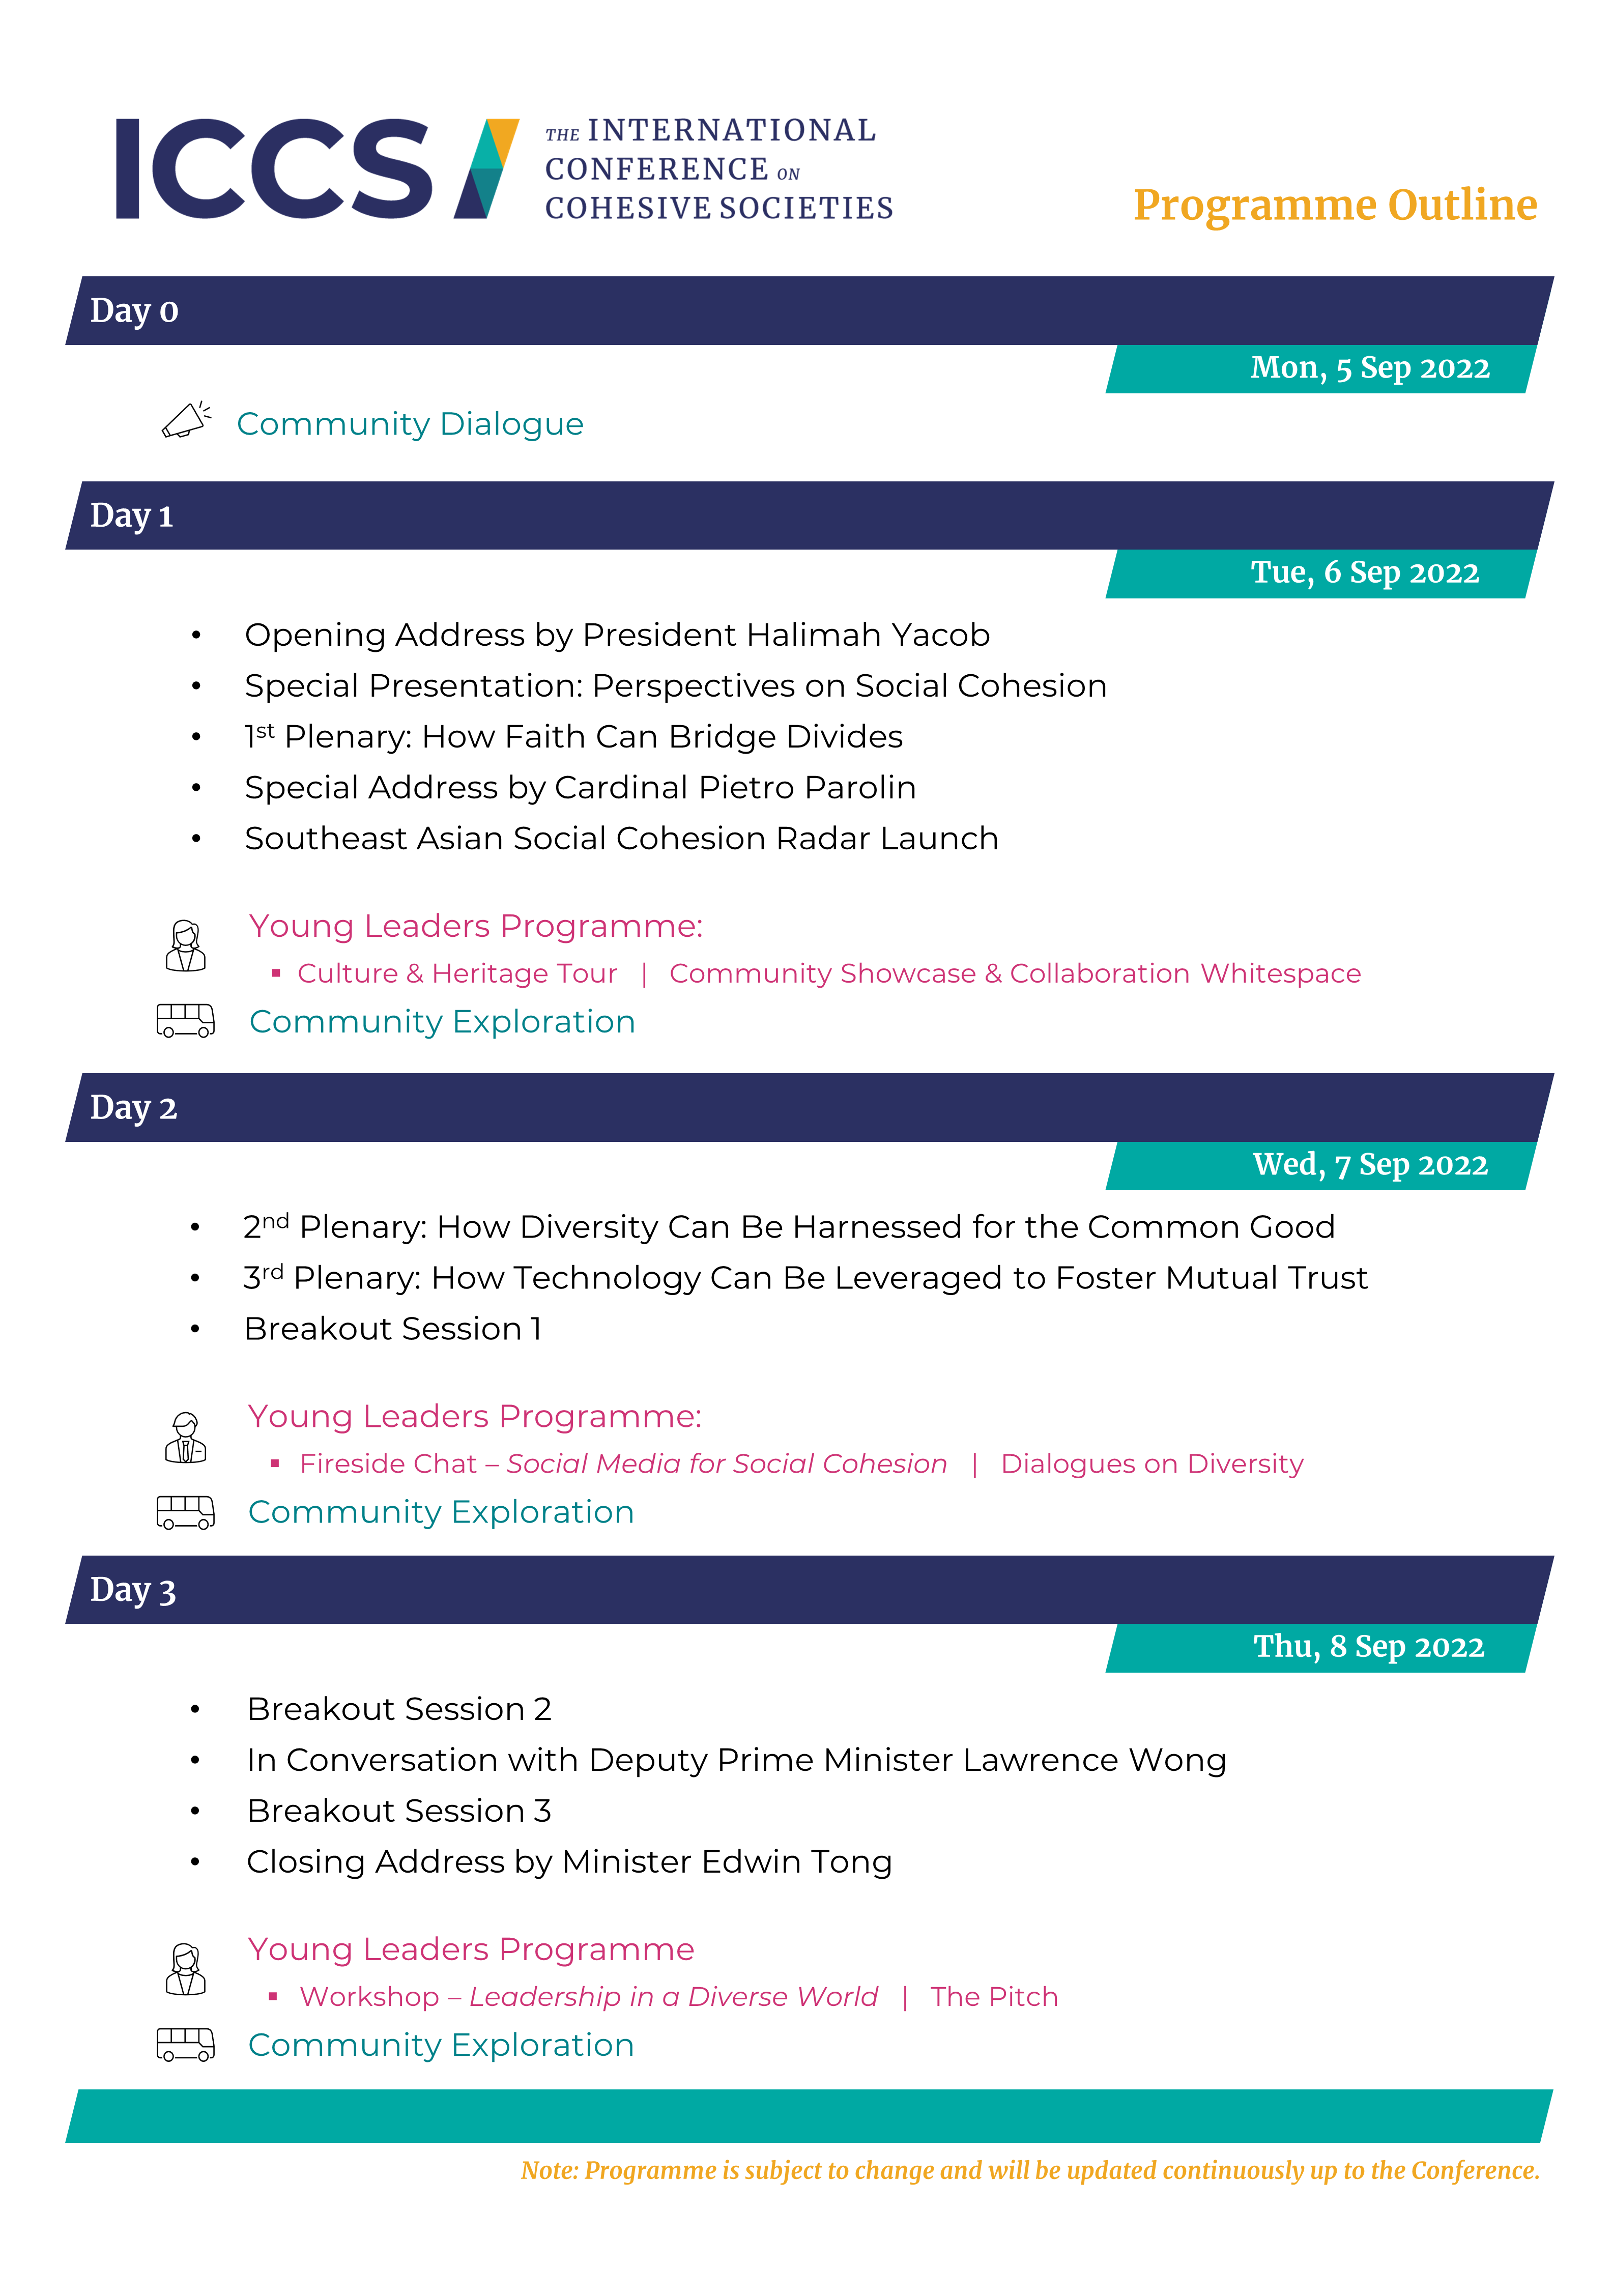 ICCS
THE INTERNATIONAL
CONFERENCE ON
COHESIVE SOCIETIES
Programme Outline
Day 0
Mon, 5 Sep 2022
Community Dialogue
Day 1
Tue, 6 Sep 2022
• Opening Address by President Halimah Yacob
• Special Presentation: Perspectives on Social Cohesion
• 1st Plenary: How Faith Can Bridge Divides
• Special Address by Cardinal Pietro Parolin
• Southeast Asian Social Cohesion Radar Launch
Young Leaders Programme:
▪ Culture & Heritage Tour | Community Showcase & Collaboration Whitespace
Community Exploration
Day 2
Wed, 7 Sep 2022
• 2nd Plenary: How Diversity Can Be Harnessed for the Common Good
• 3rd Plenary: How Technology Can Be Leveraged to Foster Mutual Trust
• Breakout Session 1
Young Leaders Programme:
▪ Fireside Chat – Social Media for Social Cohesion | Dialogues on Diversity
Community Exploration
Day 3
Thu, 8 Sep 2022
• Breakout Session 2
• In Conversation with Deputy Prime Minister Lawrence Wong
• Breakout Session 3
• Closing Address by Minister Edwin Tong
Young Leaders Programme
▪ Workshop – Leadership in a Diverse World | The Pitch
Community Exploration
Note: Programme is subject to change and will be updated continuously up to the Conference.